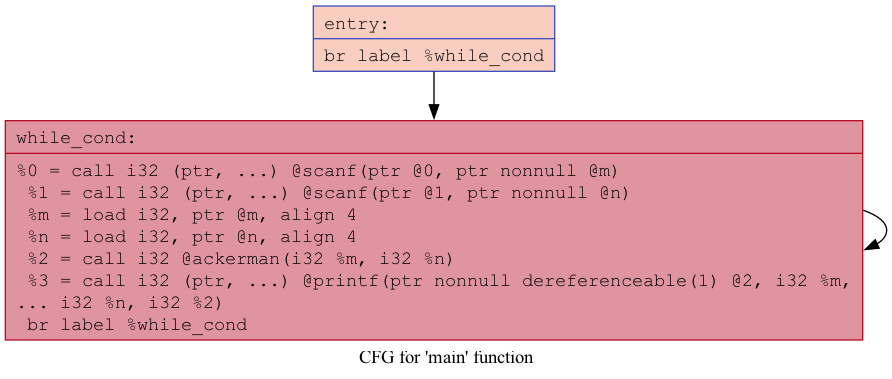 entry:
br label %while_cond
while_cond:
%0 = call i32 (ptr, ...) @scanf(ptr @0, ptr nonnull @m)
%1 = call i32 (ptr, ...) @scanf(ptr @1, ptr nonnull @n)
%m = load i32, ptr @m, align 4
%n = load i32, ptr @n, align 4
%2 = call i32 @ackerman(i32 %m, i32 %n)
%3 = call i32 (ptr, ...) @printf(ptr nonnull dereferenceable(1) @2, i32 %m,
... i32 %n, i32 %2)
br label %while_cond
CFG for 'main' function